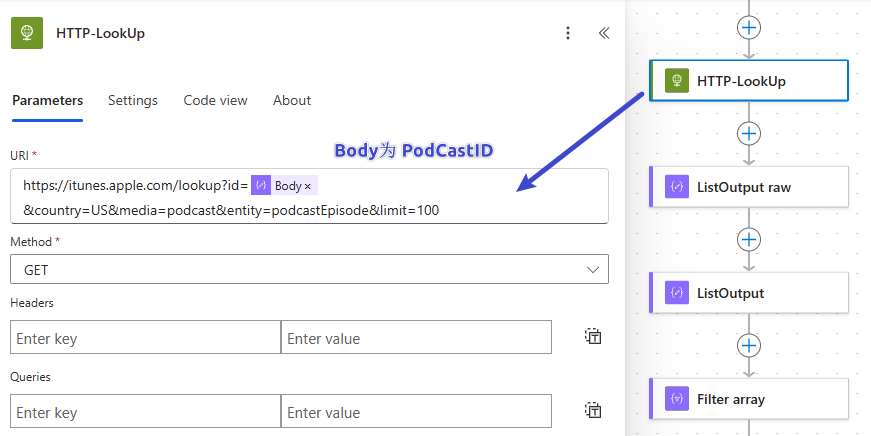 HTTP-LookUp
Parameters
Settings
Code view
About
Body为 PodCastID
URI *
https://itunes.apple.com/lookup?id= Body ×
&country=US&media=podcast&entity=podcastEpisode&limit=100
Method *
GET
Headers
Enter key
Enter value
Queries
Enter key
Enter value
HTTP-LookUp
ListOutput raw
ListOutput
Filter array